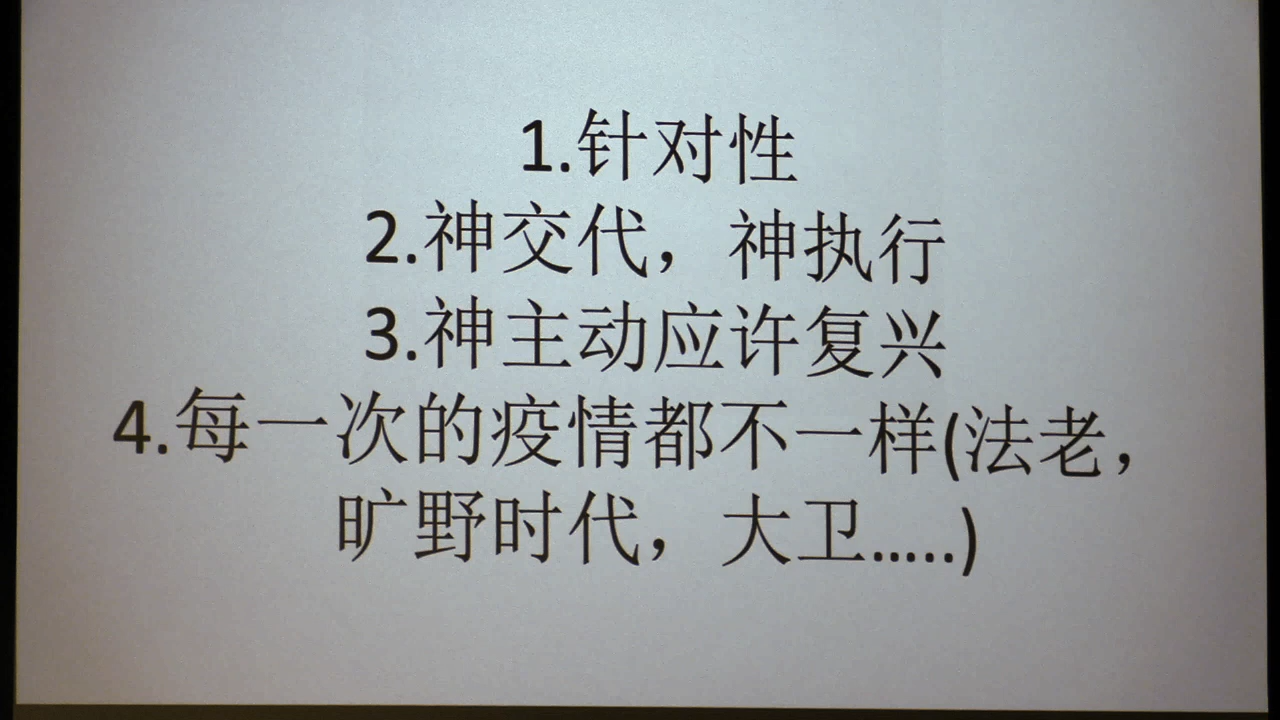 1.针对性
2.神交代，神执行
3.神主动应许复兴
4.每一次的疫情都不一样(法老，
旷野时代，大卫…..)